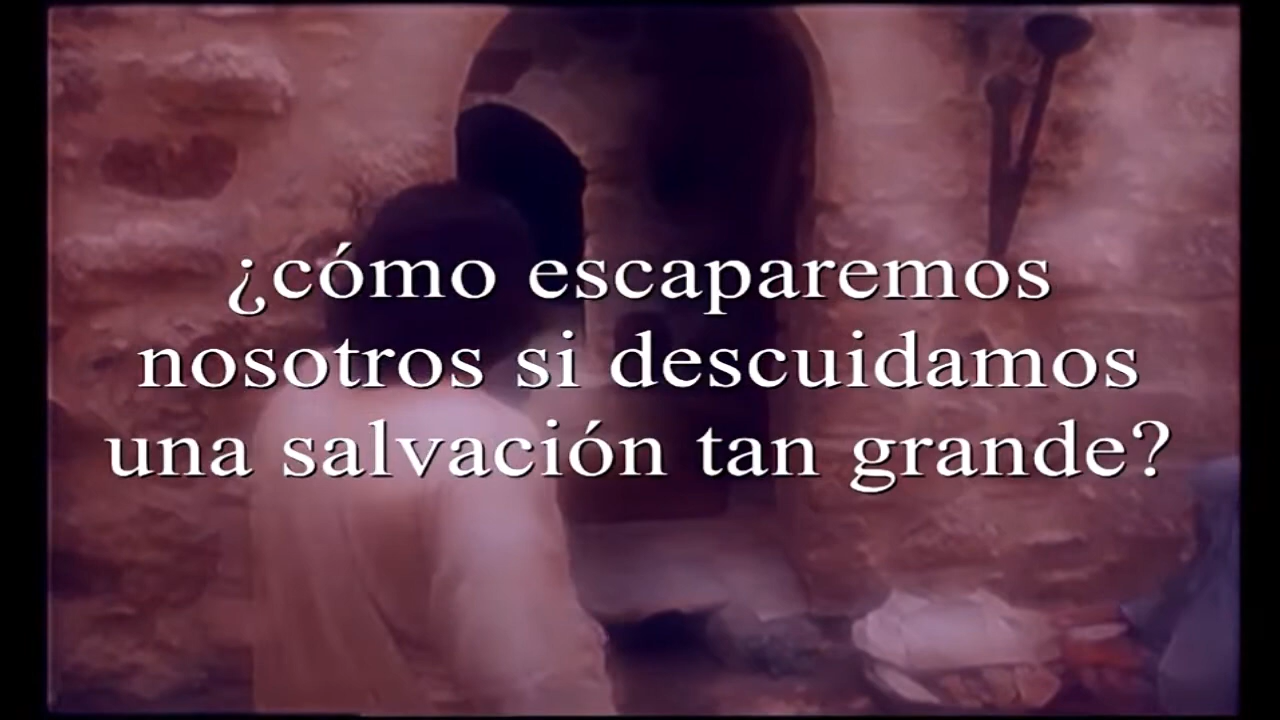 ¿cómo escaparemos
nosotros si descuidamos
una salvación tan grande?